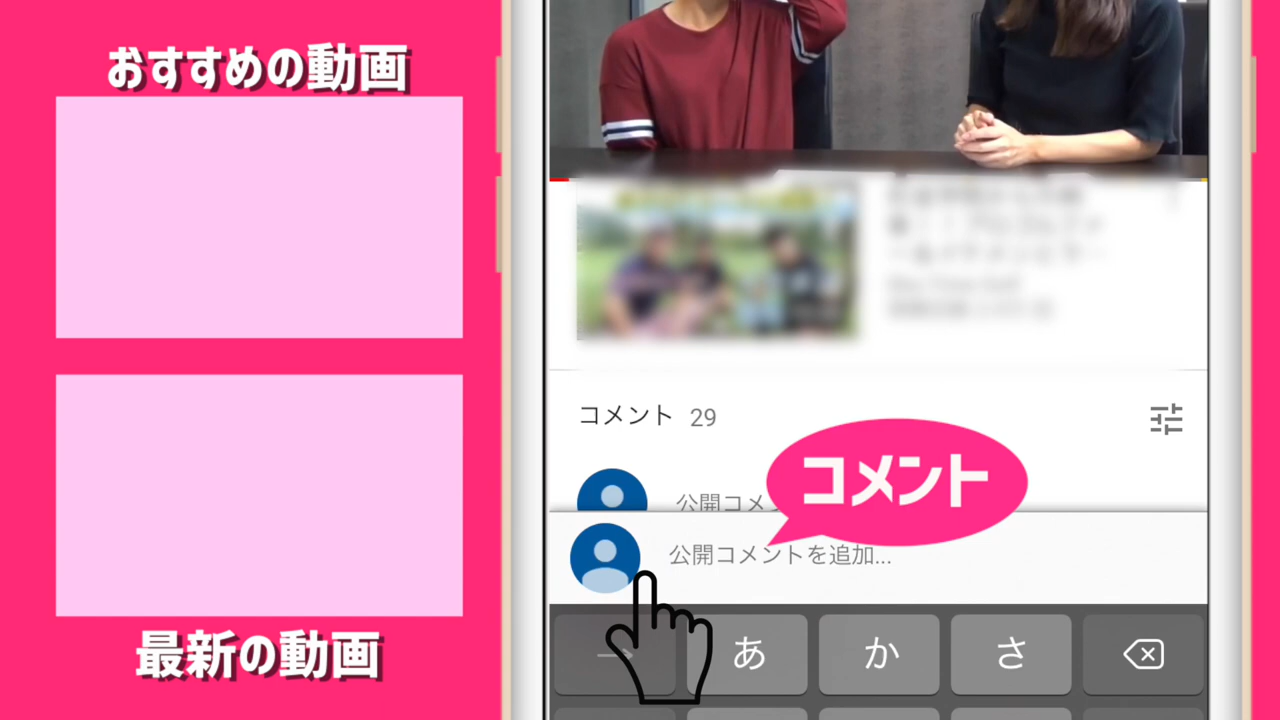 おすすめの動画
最新の動画
コメント 29
コメント
公開コメ
公開コメントを追加...
あ
か
さ